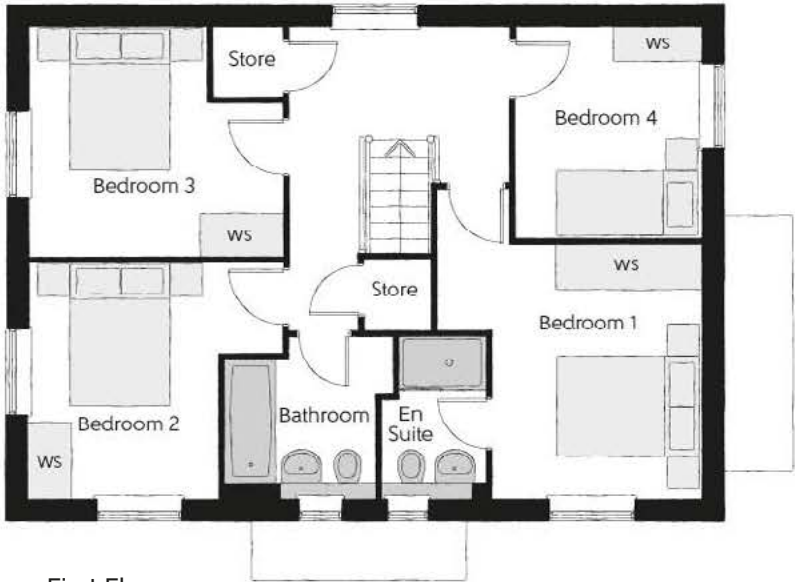 WS
Store
Bedroom 4
Bedroom 3
WS
Store
WS
Bedroom 1
Bedroom 2
Bathroom
En
Suite
WS